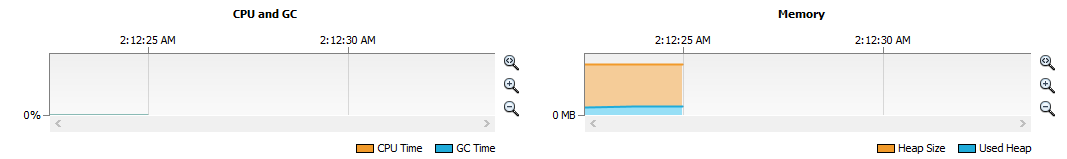 CPU and GC
2:12:25 AM
2:12:30 AM
0%
CPU Time
GC Time
Memory
2:12:25 AM
2:12:30 AM
0 MB
Heap Size
Used Heap